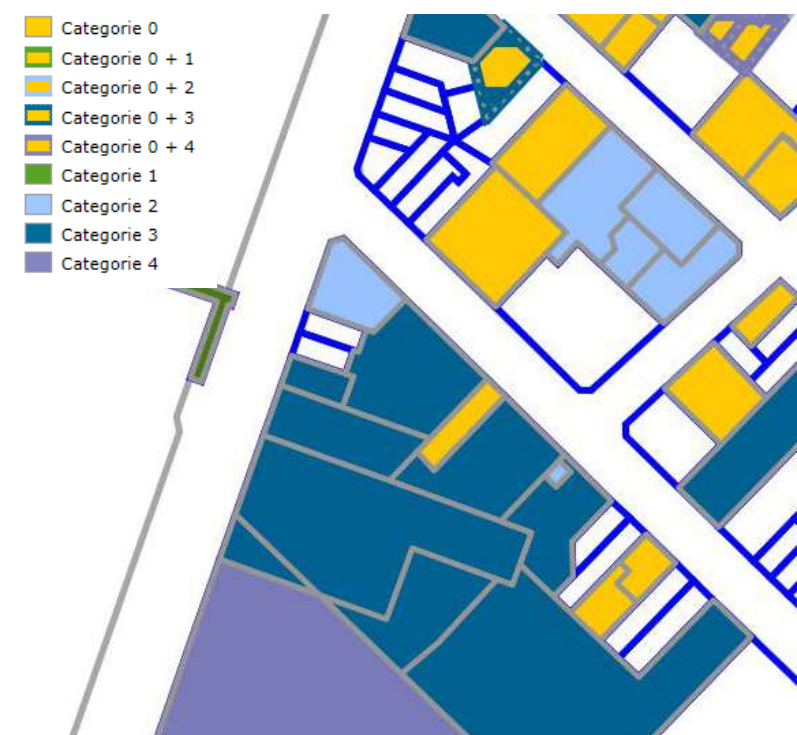 Categorie 0
Categorie 0 + 1
Categorie 0 + 2
Categorie 0 + 3
Categorie 0 + 4
Categorie 1
Categorie 2
Categorie 3
Categorie 4